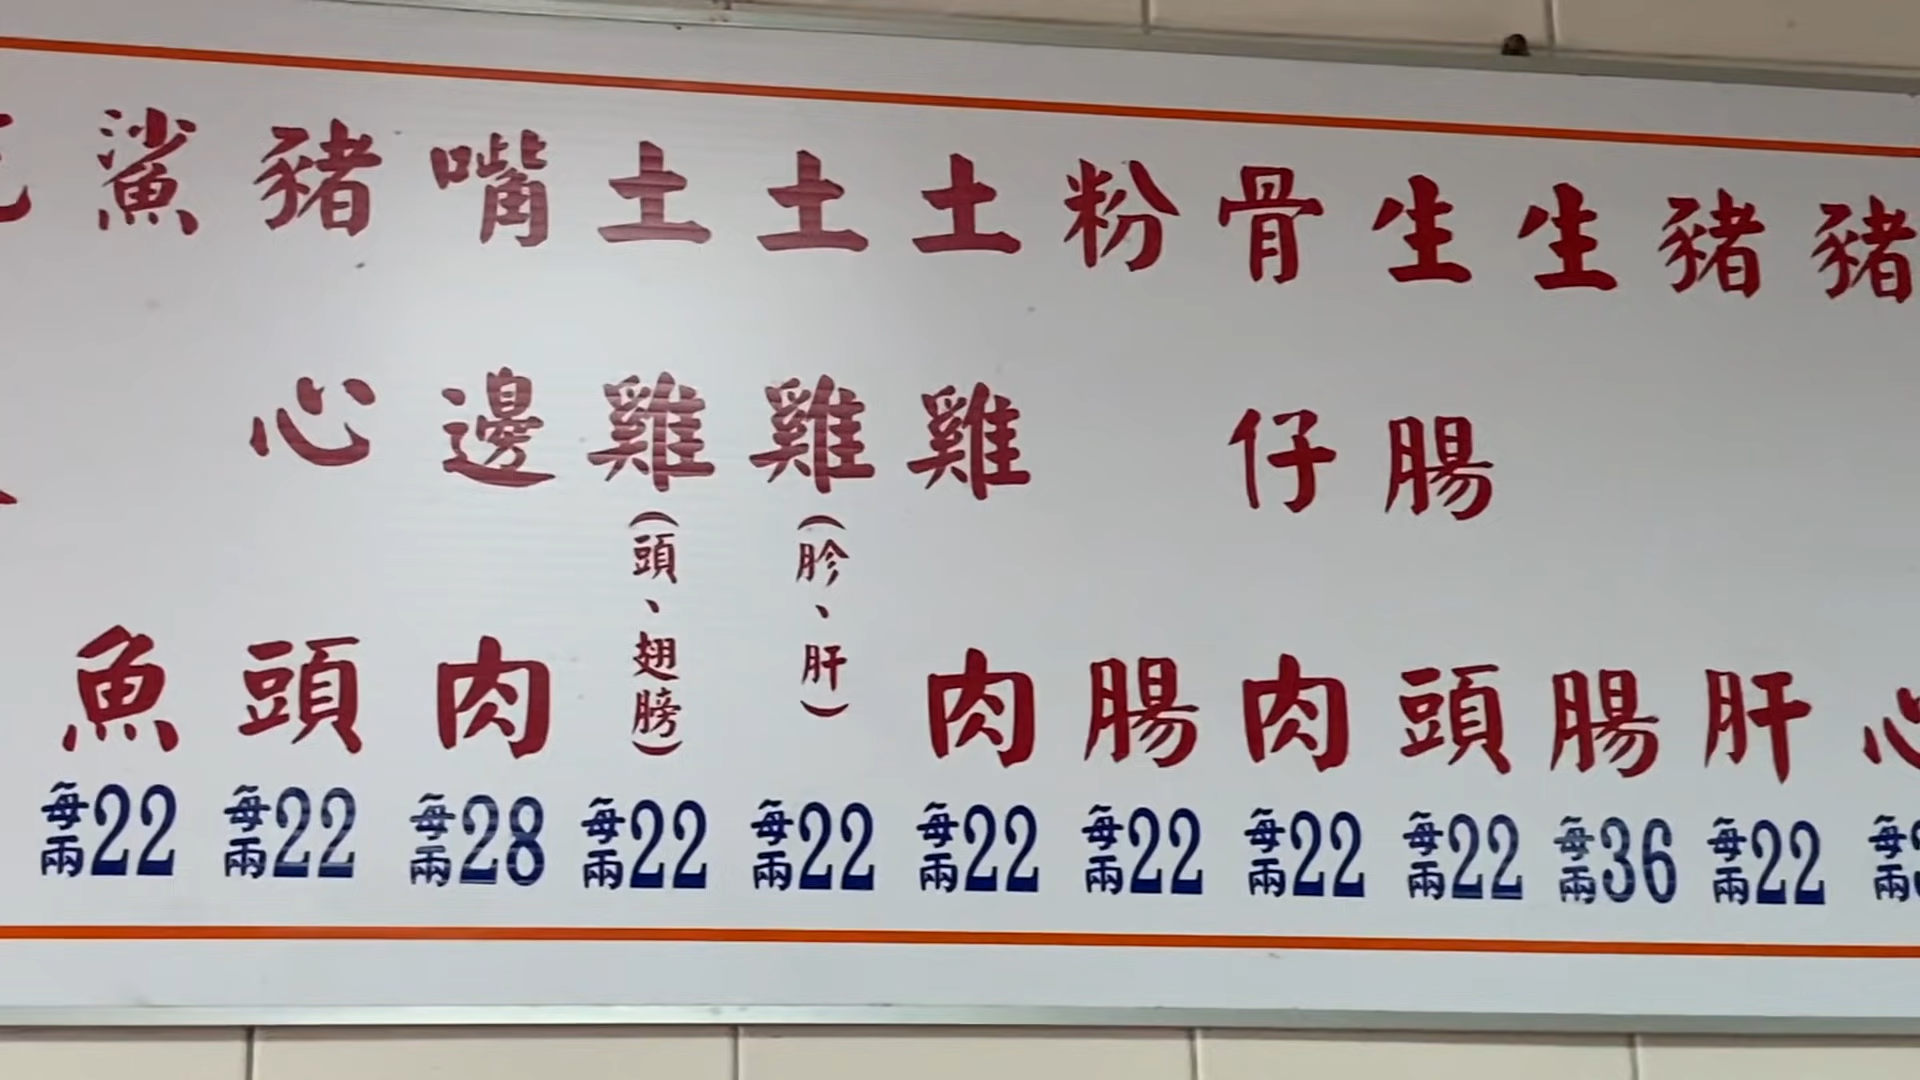 豬心
每兩
豬肝
每兩22
生腸
每兩36
生腸頭
每兩22
骨仔肉
每兩22
粉腸
每兩22
土雞肉
每兩22
土雞(胗、肝)
每兩22
土雞(頭、翅膀)
每兩22
嘴邊肉
每兩28
豬心頭
每兩22
鯊魚
每兩22